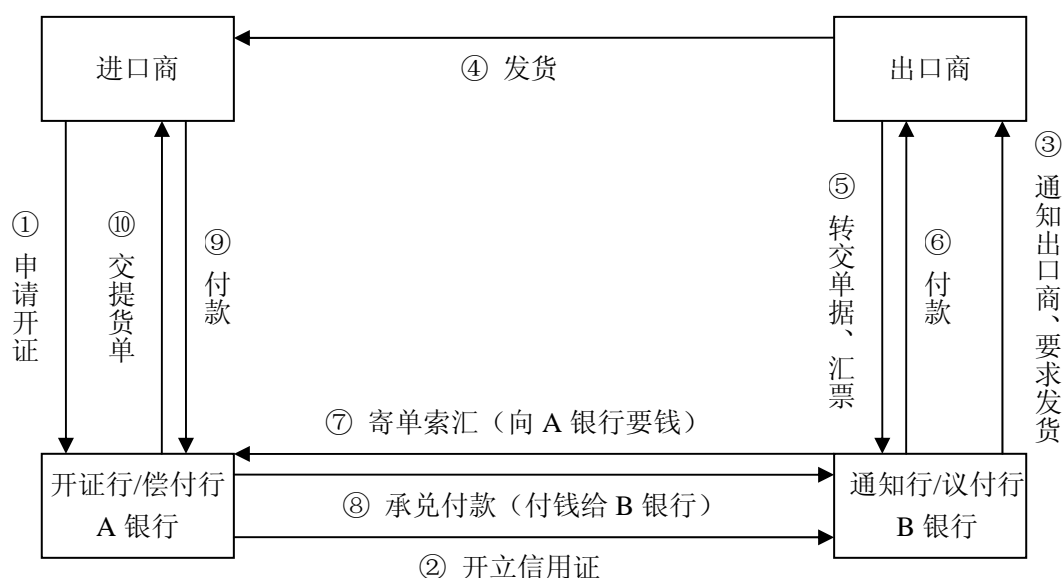 进口商
④ 发货
出口商
① 申请开证
⑩ 交提货单
⑨ 付款
⑤ 转交单据、汇票
⑥ 付款
③ 通知出口商、要求发货
⑦ 寄单索汇（向 A 银行要钱）
开证行/偿付行
A 银行
⑧ 承兑付款（付钱给 B 银行）
通知行/议付行
B 银行
② 开立信用证